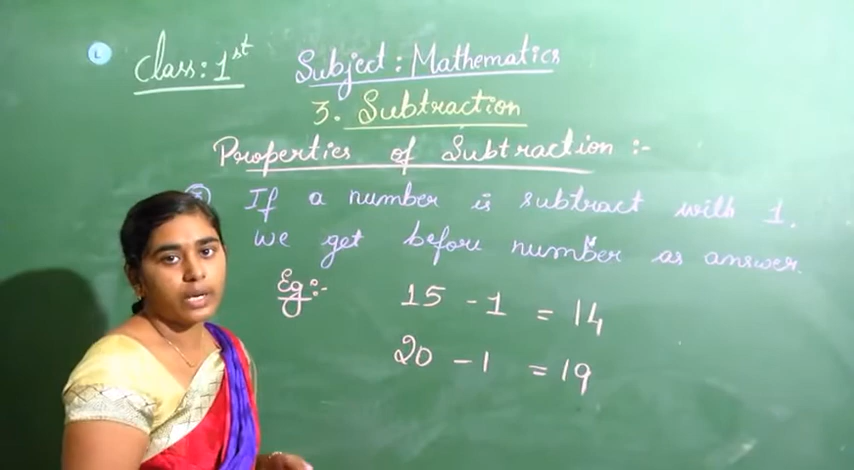 L
Class: 1st Subject: Mathematics
3. Subtraction
Properties of Subtraction :-
If a number is subtract with 1.
we get before number as answer.
Eg:- 15 - 1 = 14
20 - 1 = 19